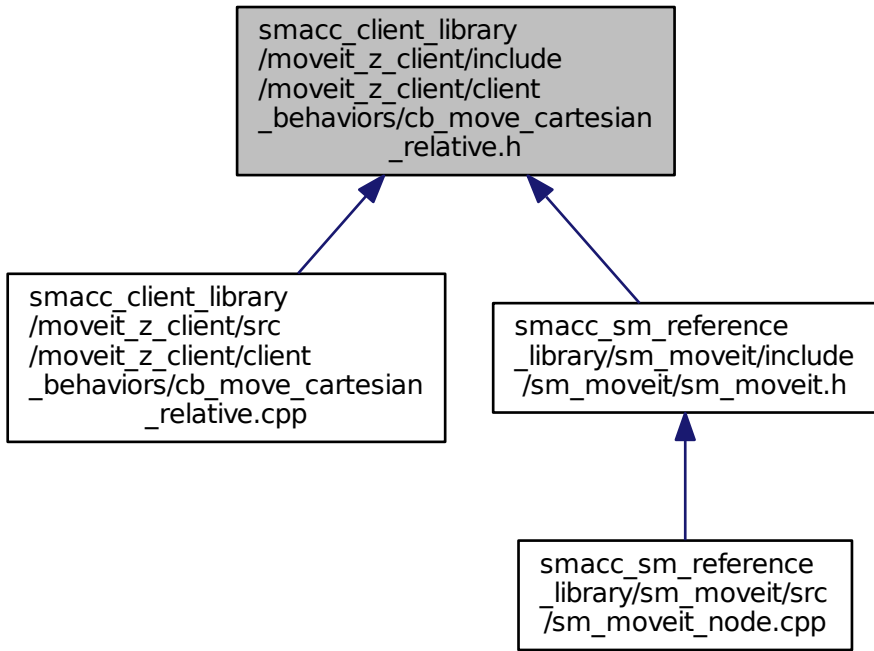 smacc_client_library
/moveit_z_client/include
/moveit_z_client/client
_behaviors/cb_move_cartesian
_relative.h
smacc_client_library
/moveit_z_client/src
/moveit_z_client/client
_behaviors/cb_move_cartesian
_relative.cpp
smacc_sm_reference
_library/sm_moveit/include
/sm_moveit/sm_moveit.h
smacc_sm_reference
_library/sm_moveit/src
/sm_moveit_node.cpp